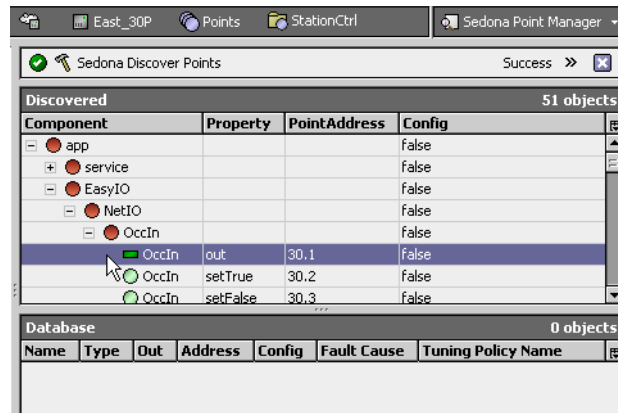 East_30P Points StationCtrl Sedona Point Manager
Sedona Discover Points Success »
Discovered 51 objects
Component Property PointAddress Config
app false
service false
EasyIO false
NetIO false
OccIn false
OccIn out 30.1 false
OccIn setTrue 30.2 false
OccIn setFalse 30.3 false
Database 0 objects
Name Type Out Address Config Fault Cause Tuning Policy Name